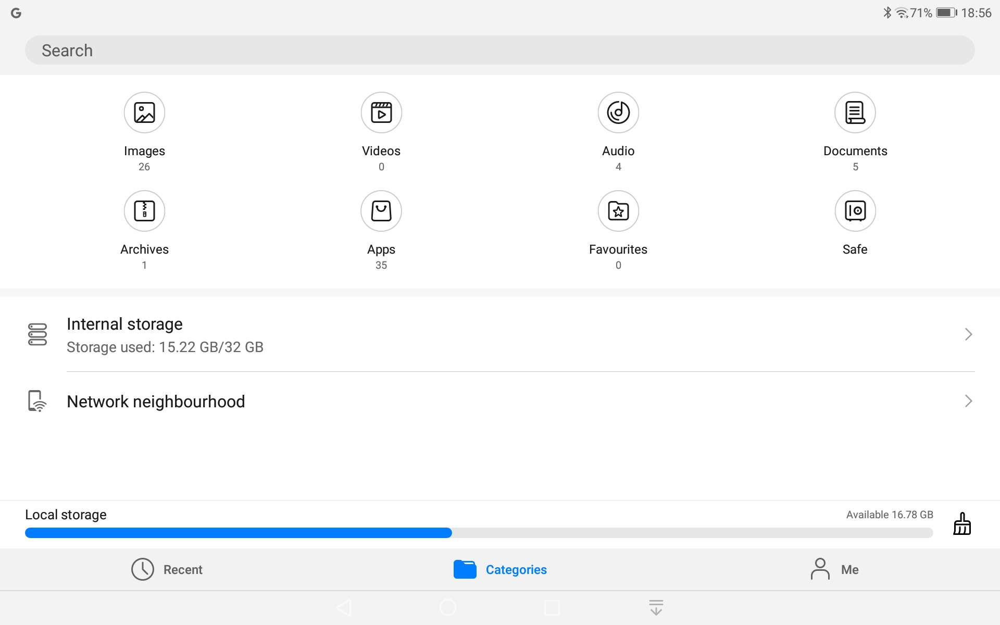 G 71% 18:56
Search
Images Videos Audio Documents
26 0 4 5
Archives Apps Favourites Safe
1 35 0
Internal storage
Storage used: 15.22 GB/32 GB
Network neighbourhood
Local storage Available 16.78 GB
Recent Categories Me